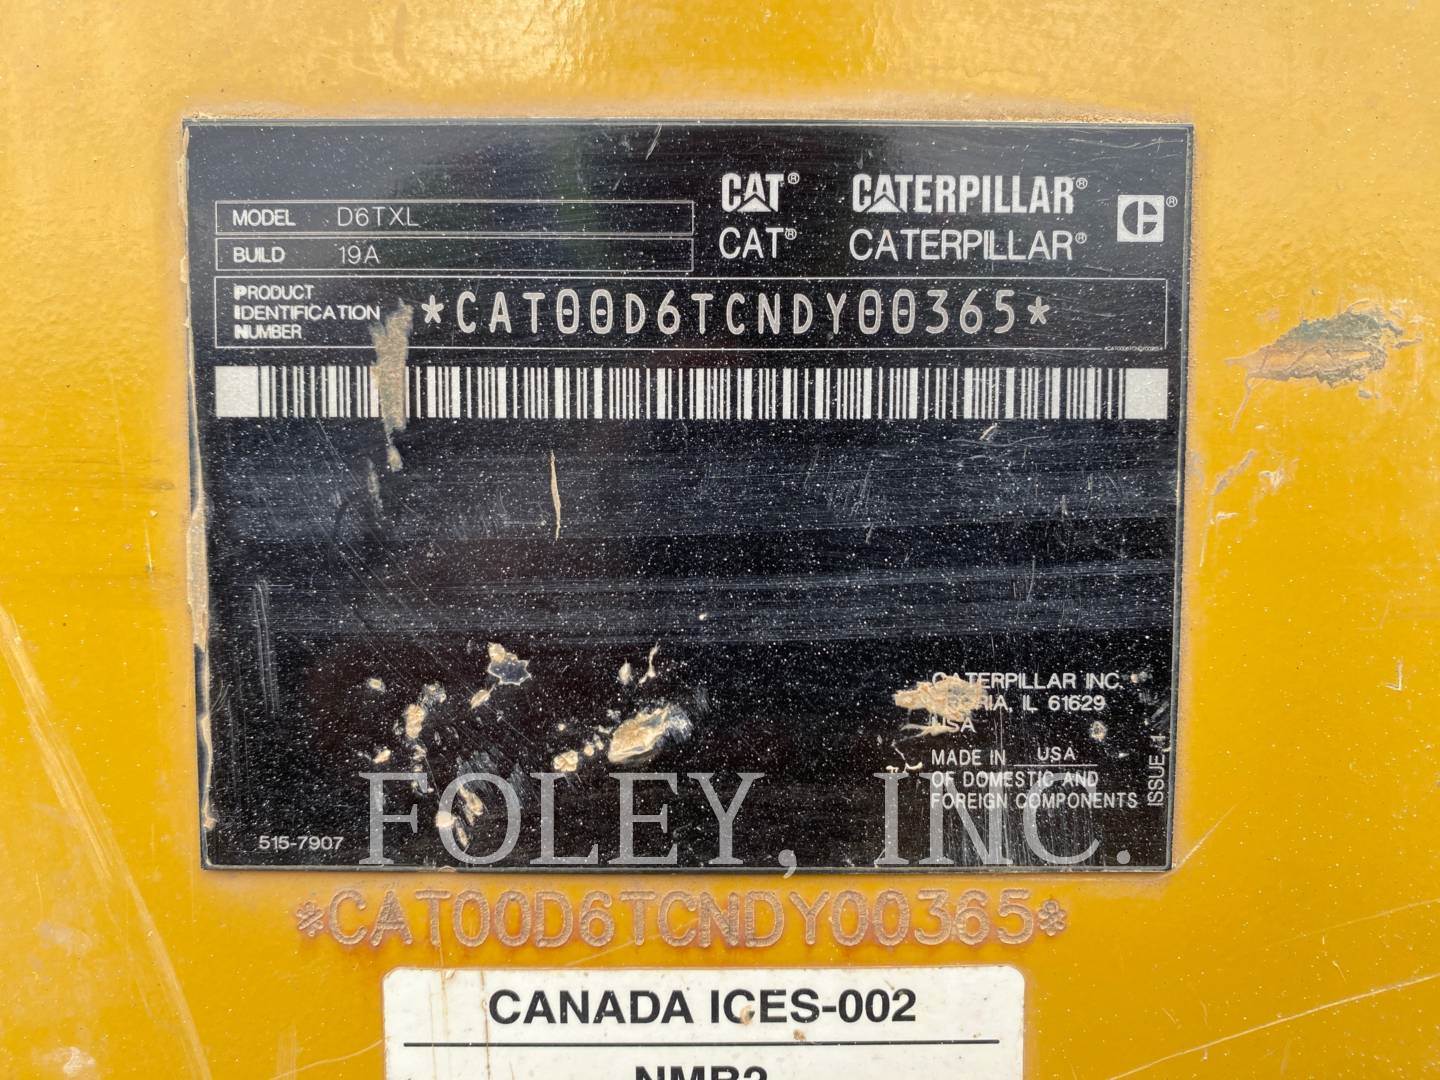 CAT® CATERPILLAR®
MODEL D6TXL
CAT® CATERPILLAR®
BUILD 19A
PRODUCT
IDENTIFICATION
NUMBER
*CAT00D6TCNDY00365*
CATERPILLAR INC.
PEORIA, IL 61629
USA
MADE IN USA
OF DOMESTIC AND
FOREIGN COMPONENTS
ISSUE 1
515-7907
FOLEY, INC.
*CAT00D6TCNDY00365*
CANADA ICES-002